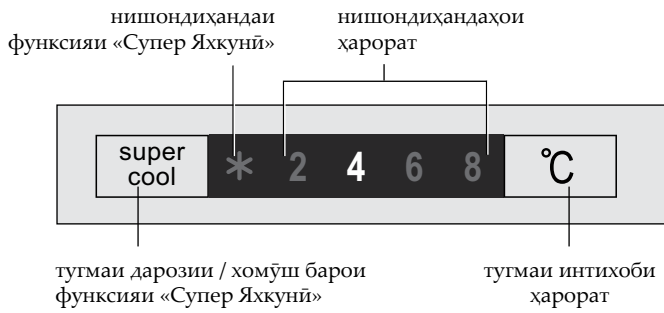 нишондиҳандаи
функсияи «Супер Яхкунӣ»
нишондиҳандаҳои
ҳарорат
super
cool
* 2 4 6 8
℃
тугмаи дарозии / хомӯш барои
функсияи «Супер Яхкунӣ»
тугмаи интихоби
ҳарорат